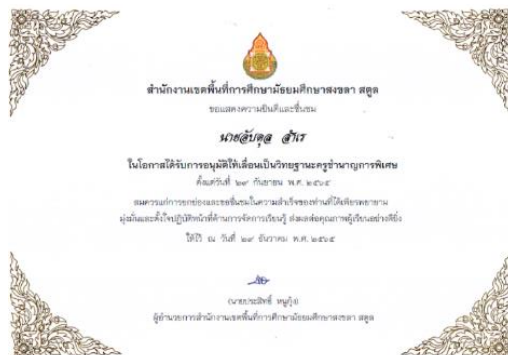 สำนักงานเขตพื้นที่การศึกษามัธยมศึกษาสงขลา สตูล
ขอแสดงความยินดีและชื่นชม
นายอับดุล สำเร
ในโอกาสได้รับการอนุมัติให้เลื่อนเป็นวิทยฐานะครูชำนาญการพิเศษ
ตั้งแต่วันที่ ๒๙ กันยายน พ.ศ. ๒๕๖๕
สมควรแก่การยกย่องและขอชื่นชมในความสำเร็จของท่านที่ได้เพียรพยายาม
มุ่งมั่นและตั้งใจปฏิบัติหน้าที่ด้านการจัดการเรียนรู้ ส่งผลต่อคุณภาพผู้เรียนอย่างดียิ่ง
ให้ไว้ ณ วันที่ ๒๙ ธันวาคม พ.ศ. ๒๕๖๕
(นายประสิทธิ์ หนูกุ้ง)
ผู้อำนวยการสำนักงานเขตพื้นที่การศึกษามัธยมศึกษาสงขลา สตูล